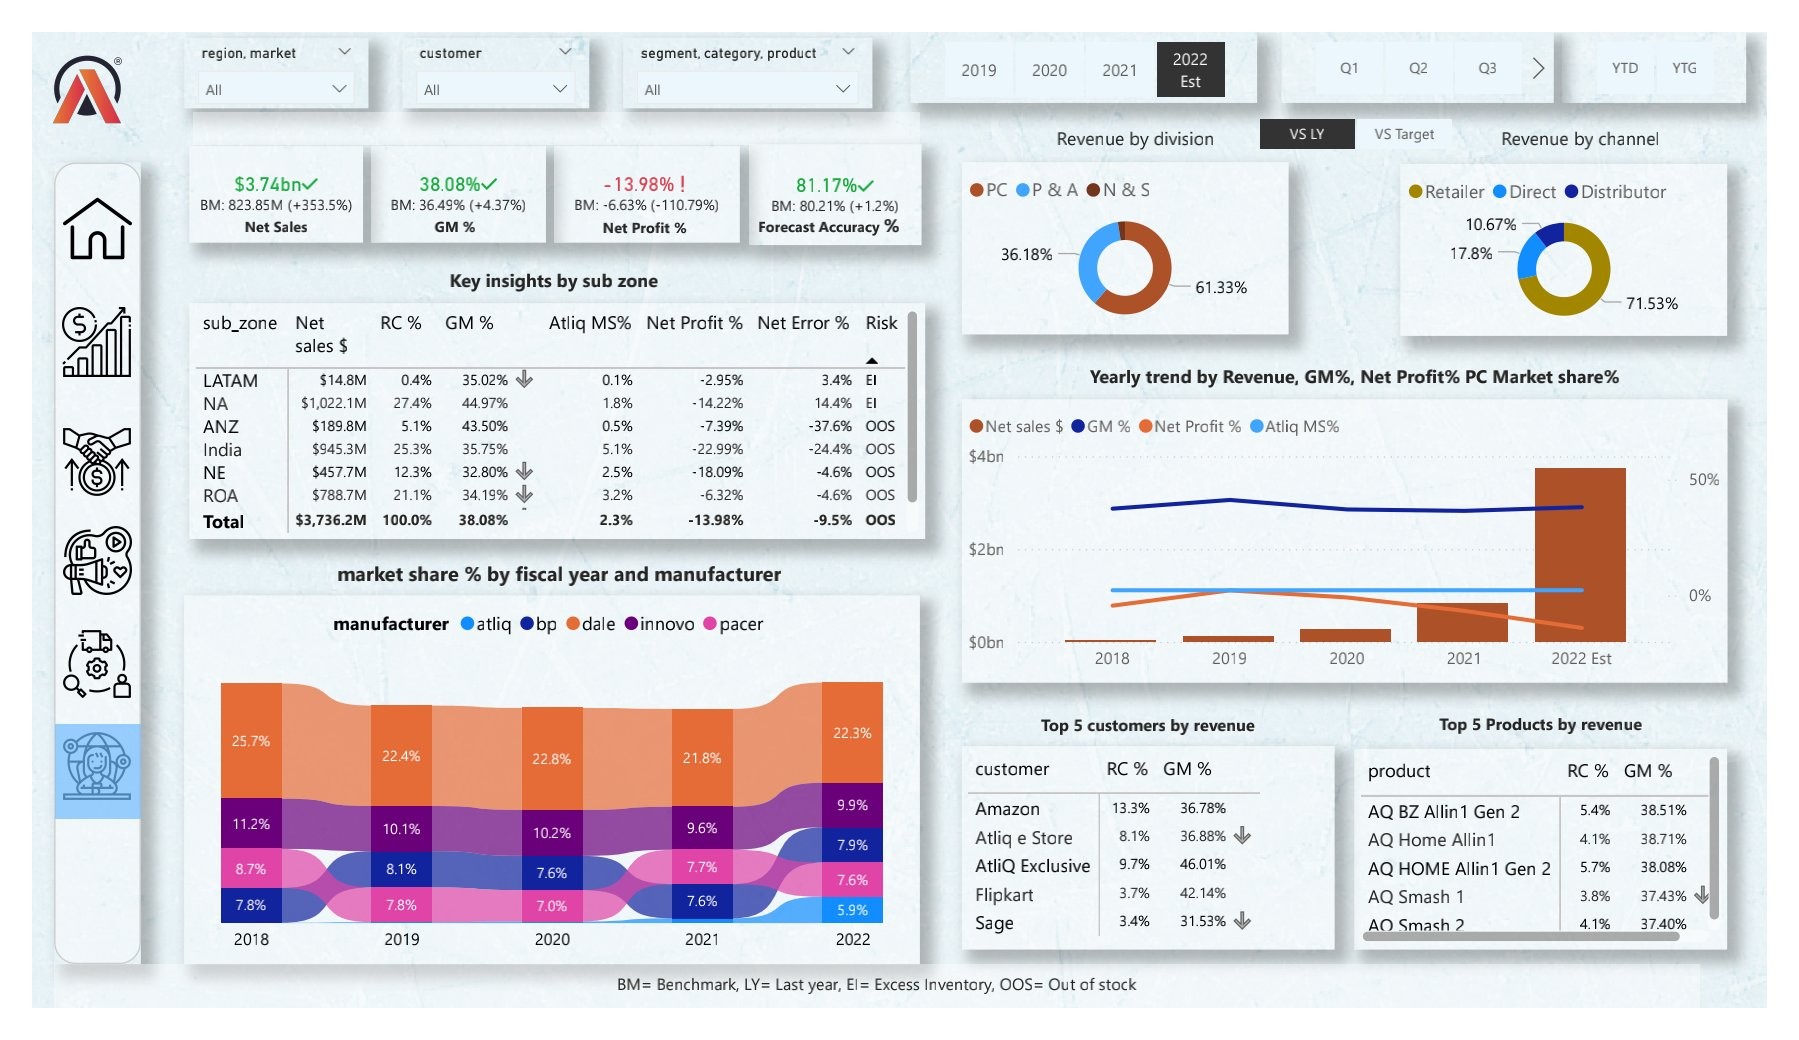 ®
region, market
All
customer
All
segment, category, product
All
2019
2020
2021
2022
Est
Q1
Q2
Q3
YTD
YTG
VS LY
VS Target
$3.74bn
BM: 823.85M (+353.5%)
Net Sales
38.08%
BM: 36.49% (+4.37%)
GM %
-13.98% !
BM: -6.63% (-110.79%)
Net Profit %
81.17%
BM: 80.21% (+1.2%)
Forecast Accuracy %
Revenue by division
PC P & A N & S
36.18%
61.33%
Revenue by channel
Retailer Direct Distributor
10.67%
17.8%
71.53%
Key insights by sub zone
sub_zone Net sales $ RC % GM % Atliq MS% Net Profit % Net Error % Risk
LATAM $14.8M 0.4% 35.02% 0.1% -2.95% 3.4% EI
NA $1,022.1M 27.4% 44.97% 1.8% -14.22% 14.4% EI
ANZ $189.8M 5.1% 43.50% 0.5% -7.39% -37.6% OOS
India $945.3M 25.3% 35.75% 5.1% -22.99% -24.4% OOS
NE $457.7M 12.3% 32.80% 2.5% -18.09% -4.6% OOS
ROA $788.7M 21.1% 34.19% 3.2% -6.32% -4.6% OOS
Total $3,736.2M 100.0% 38.08% 2.3% -13.98% -9.5% OOS
Yearly trend by Revenue, GM%, Net Profit% PC Market share%
Net sales $ GM % Net Profit % Atliq MS%
$4bn
$2bn
$0bn
50%
0%
2018 2019 2020 2021 2022 Est
market share % by fiscal year and manufacturer
manufacturer atliq bp dale innovo pacer
25.7% 22.4% 22.8% 21.8% 22.3%
11.2% 10.1% 10.2% 9.6% 9.9%
8.7% 8.1% 7.6% 7.7% 7.9%
7.8% 7.8% 7.0% 7.6% 7.6%
5.9%
2018 2019 2020 2021 2022
Top 5 customers by revenue
customer RC % GM %
Amazon 13.3% 36.78%
Atliq e Store 8.1% 36.88%
AtliQ Exclusive 9.7% 46.01%
Flipkart 3.7% 42.14%
Sage 3.4% 31.53%
Top 5 Products by revenue
product RC % GM %
AQ BZ Allin1 Gen 2 5.4% 38.51%
AQ Home Allin1 4.1% 38.71%
AQ HOME Allin1 Gen 2 5.7% 38.08%
AQ Smash 1 3.8% 37.43%
AQ Smash 2 4.1% 37.40%
BM= Benchmark, LY= Last year, EI= Excess Inventory, OOS= Out of stock